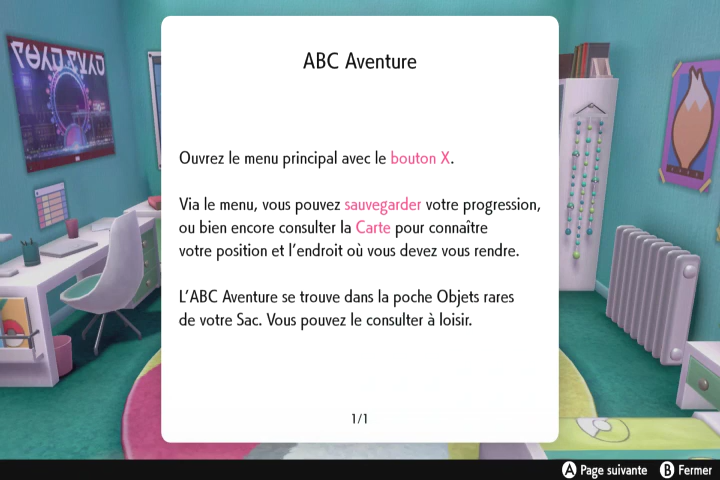 ABC Aventure
Ouvrez le menu principal avec le bouton X.
Via le menu, vous pouvez sauvegarder votre progression,
ou bien encore consulter la Carte pour connaître
votre position et l'endroit où vous devez vous rendre.
L'ABC Aventure se trouve dans la poche Objets rares
de votre Sac. Vous pouvez le consulter à loisir.
1/1
A Page suivante B Fermer